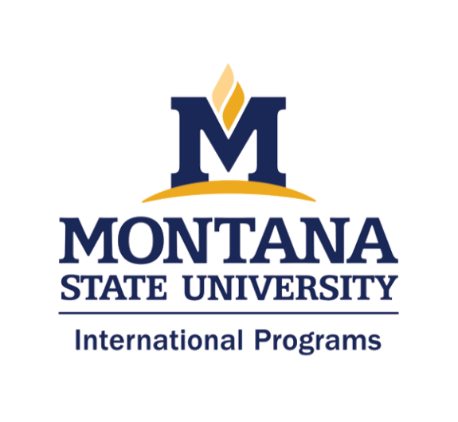 M
MONTANA
STATE UNIVERSITY
International Programs